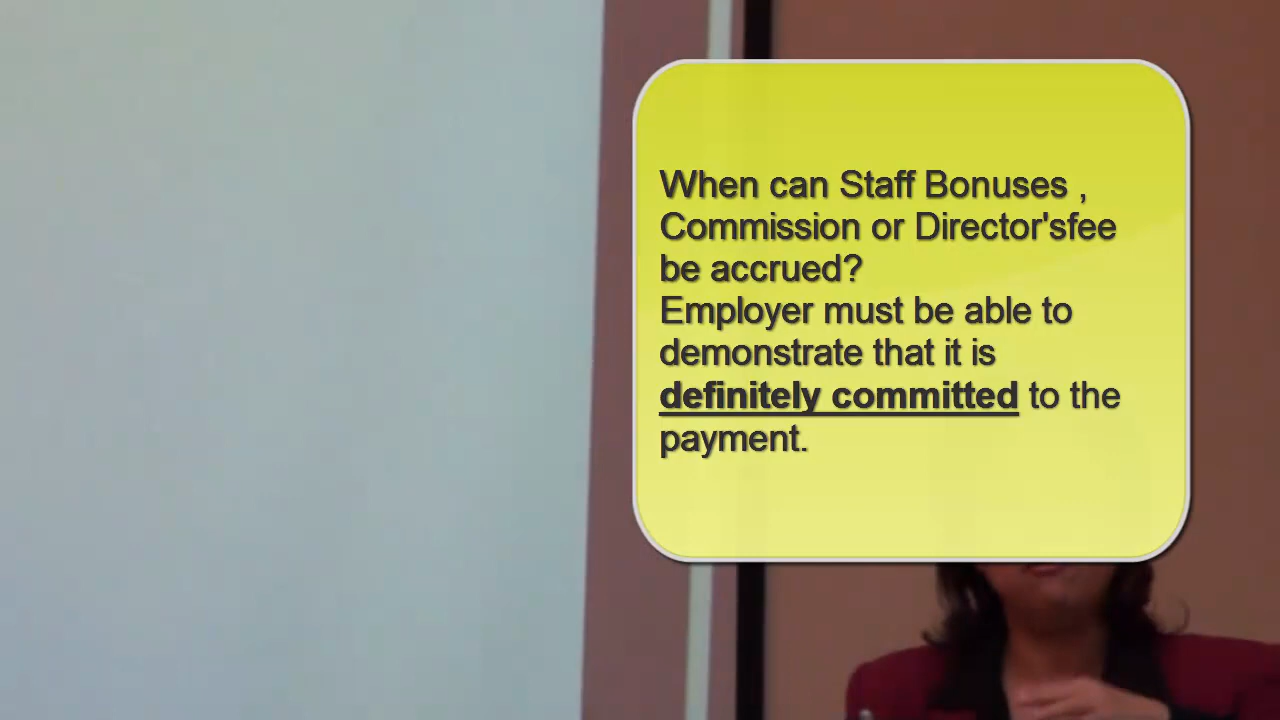 When can Staff Bonuses ,
Commission or Director'sfee
be accrued?
Employer must be able to
demonstrate that it is
definitely committed to the
payment.